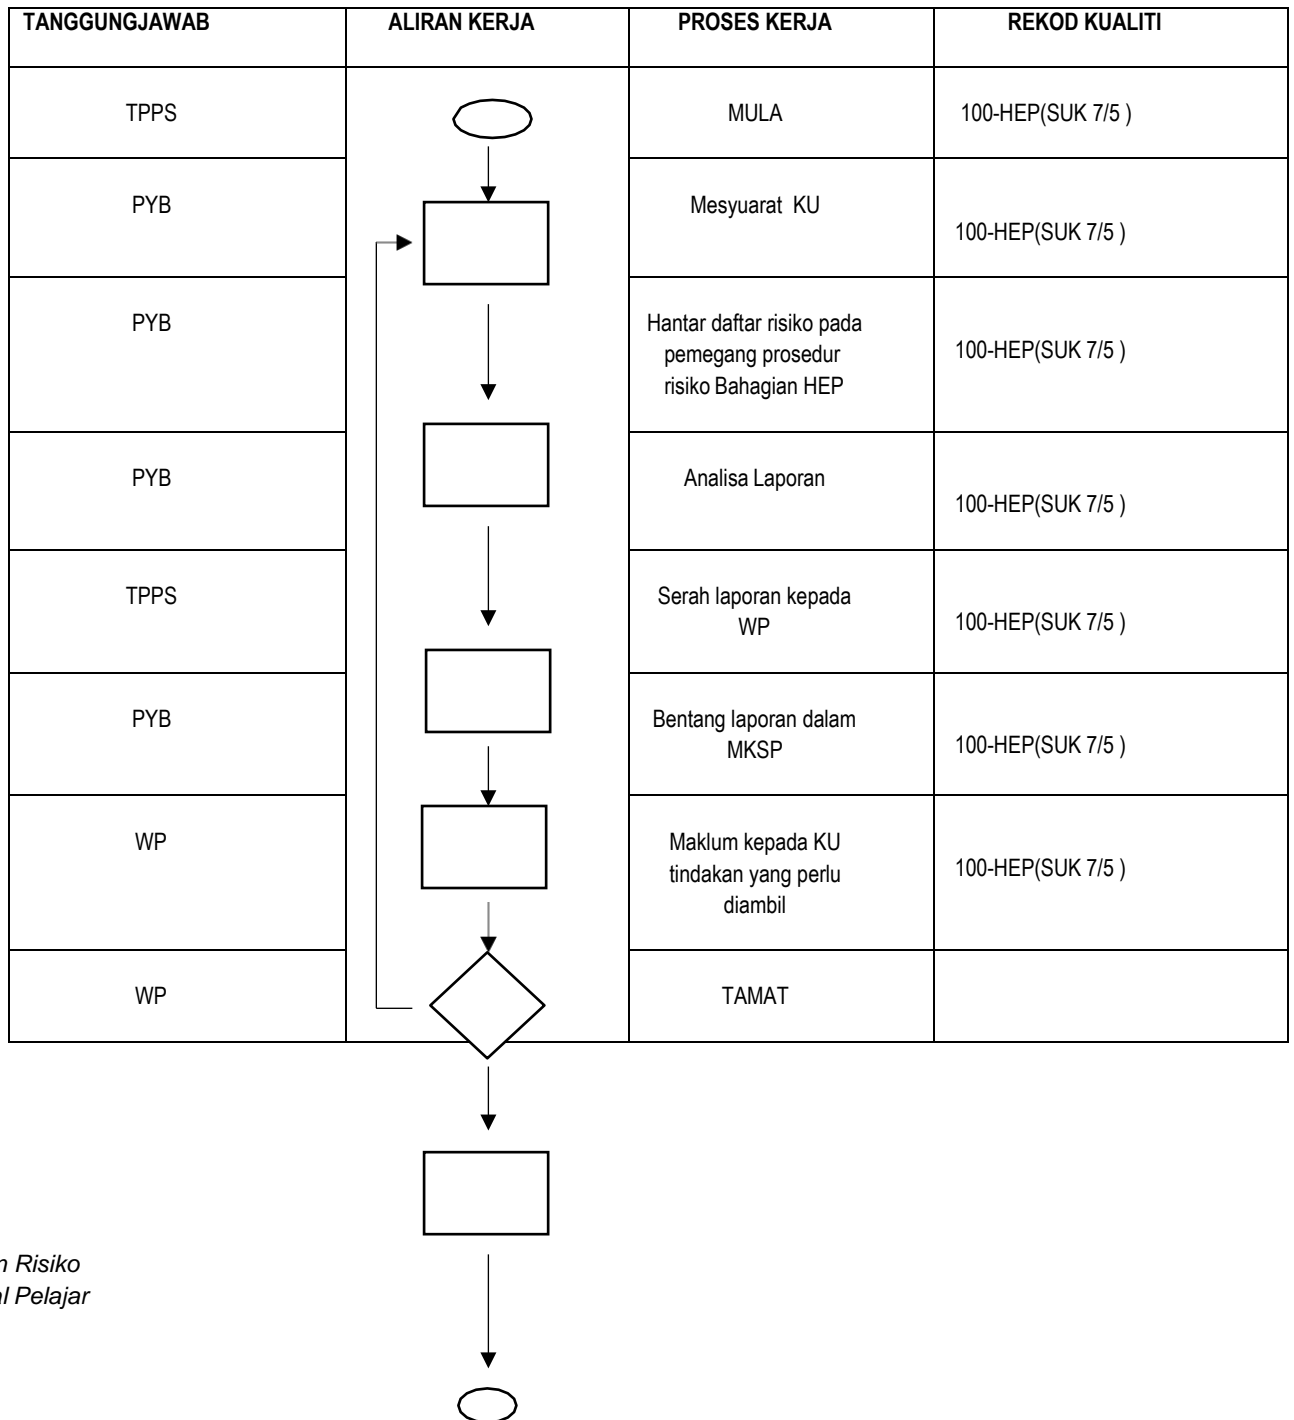 TANGGUNGJAWAB ALIRAN KERJA PROSES KERJA REKOD KUALITI
TPPS MULA 100-HEP(SUK 7/5 )
PYB Mesyuarat KU
100-HEP(SUK 7/5 )
PYB Hantar daftar risiko pada
pemegang prosedur
risiko Bahagian HEP
100-HEP(SUK 7/5 )
PYB Analisa Laporan
100-HEP(SUK 7/5 )
TPPS Serah laporan kepada
WP
100-HEP(SUK 7/5 )
PYB Bentang laporan dalam
MKSP
100-HEP(SUK 7/5 )
WP Maklum kepada KU
tindakan yang perlu
diambil
100-HEP(SUK 7/5 )
WP TAMAT
Risiko
Pelajar